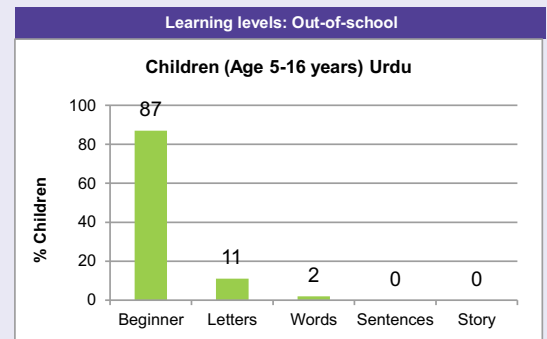 Learning levels: Out-of-school
Children (Age 5-16 years) Urdu
% Children
100
80
60
40
20
0
87
11
2
0
0
Beginner Letters Words Sentences Story